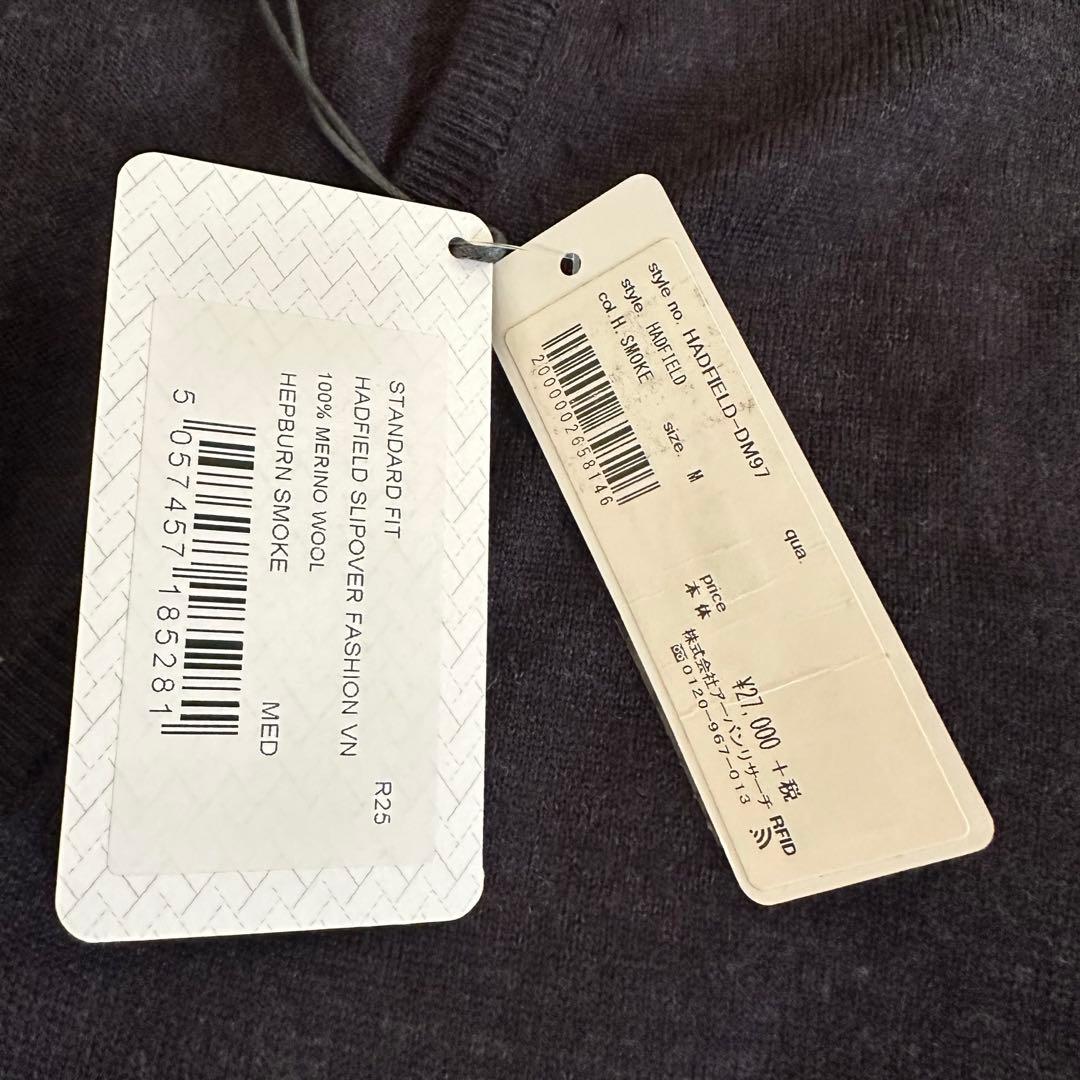 STANDARD FIT
HADFIELD SLIPOVER FASHION VN
100% MERINO WOOL
HEPBURN SMOKE
MED
R25
5 057457 185281
style no. HADFIELD-DM97
style. HADFIELD
col. H.SMOKE
size. M
2000002658146
qua.
price
本体
¥27,000 +税
株式会社アーバンリサーチ
0120-967-013
RFID